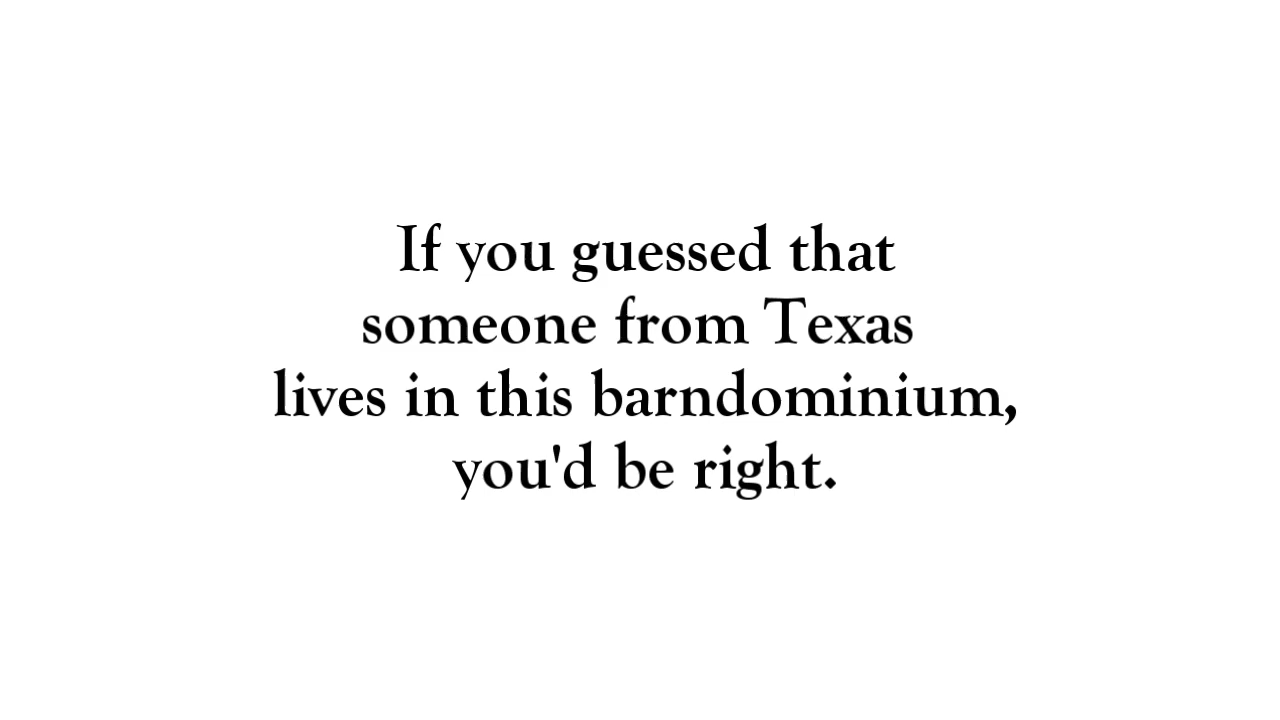 If you guessed that
someone from Texas
lives in this barndominium,
you'd be right.